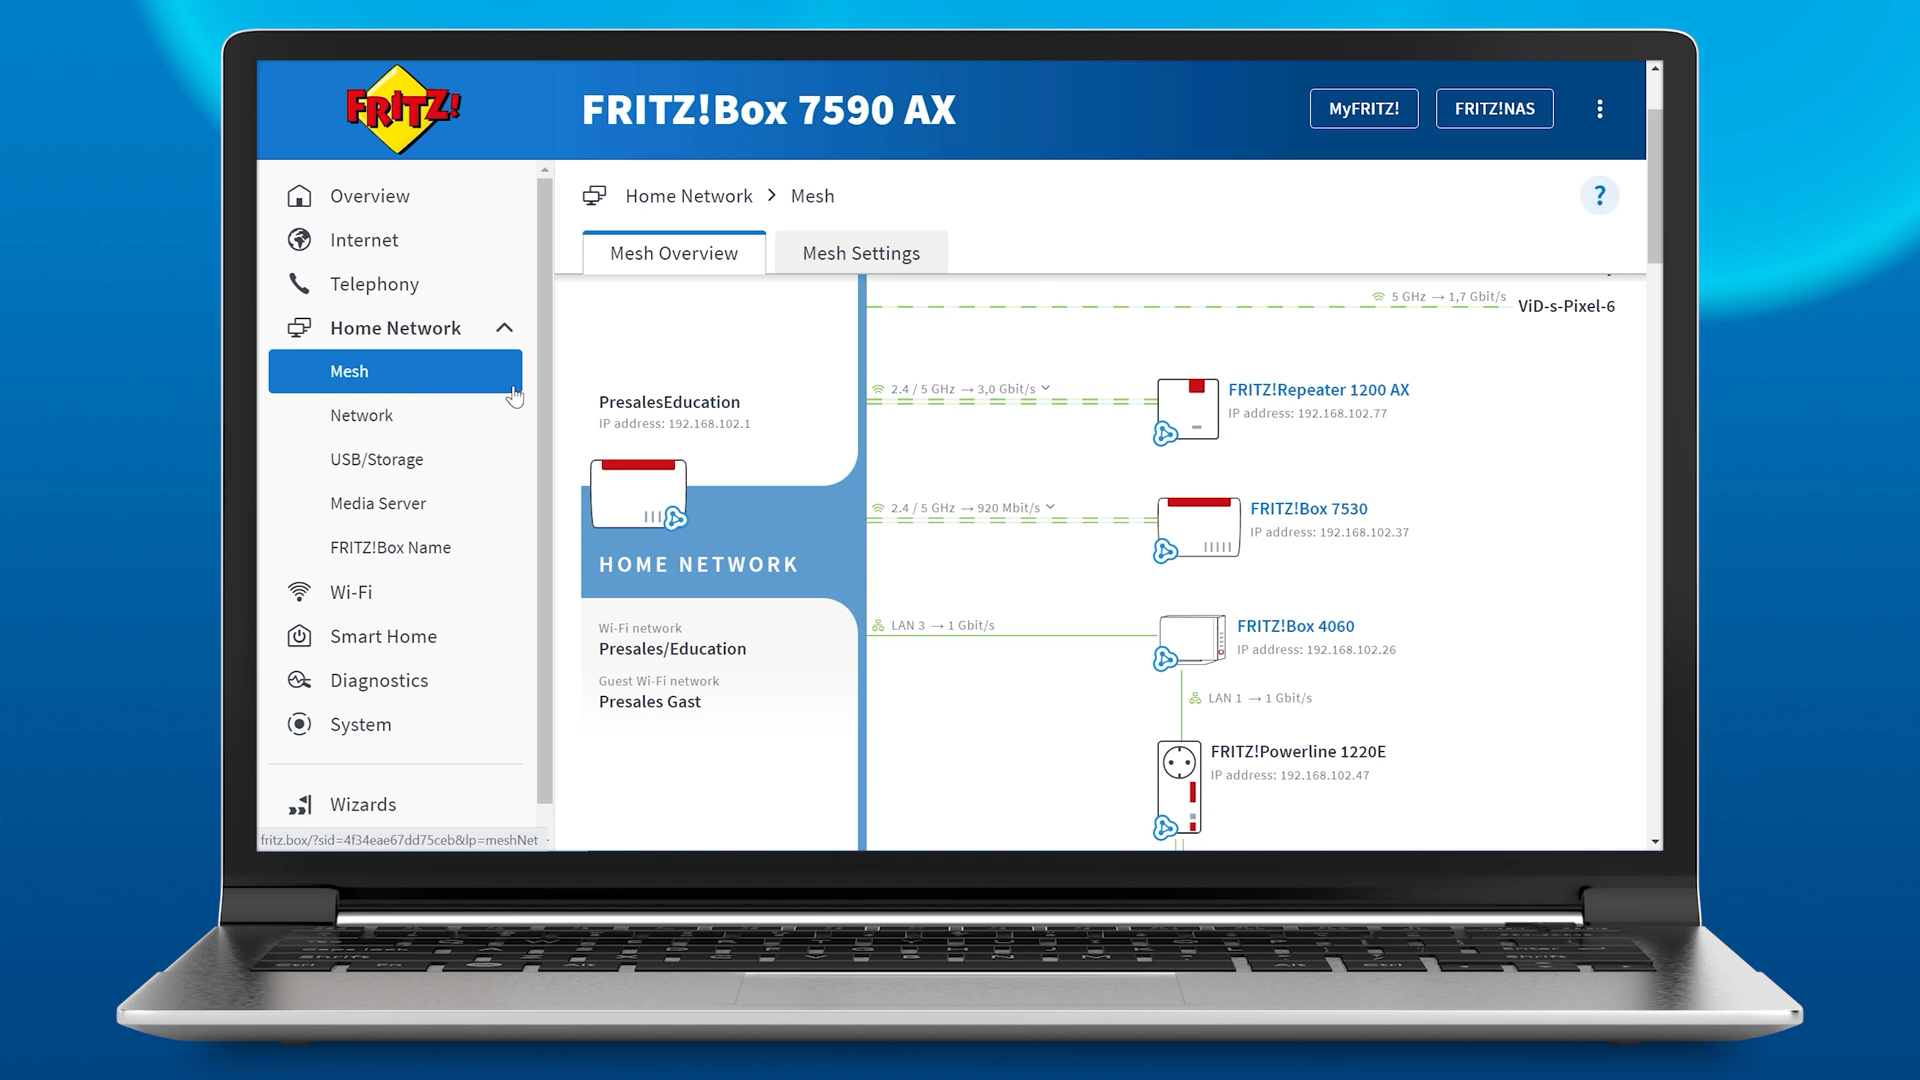 FRITZ!
FRITZ!Box 7590 AX
MyFRITZ!
FRITZ!NAS
Overview
Internet
Telephony
Home Network
Mesh
Network
USB/Storage
Media Server
FRITZ!Box Name
Wi-Fi
Smart Home
Diagnostics
System
Wizards
fritz.box/?sid=4f34eae67dd75ceb&lp=meshNet
Home Network > Mesh
?
Mesh Overview
Mesh Settings
5 GHz → 1,7 Gbit/s
ViD-s-Pixel-6
PresalesEducation
IP address: 192.168.102.1
HOME NETWORK
Wi-Fi network
Presales/Education
Guest Wi-Fi network
Presales Gast
2.4 / 5 GHz → 3,0 Gbit/s
FRITZ!Repeater 1200 AX
IP address: 192.168.102.77
2.4 / 5 GHz → 920 Mbit/s
FRITZ!Box 7530
IP address: 192.168.102.37
LAN 3 → 1 Gbit/s
FRITZ!Box 4060
IP address: 192.168.102.26
LAN 1 → 1 Gbit/s
FRITZ!Powerline 1220E
IP address: 192.168.102.47